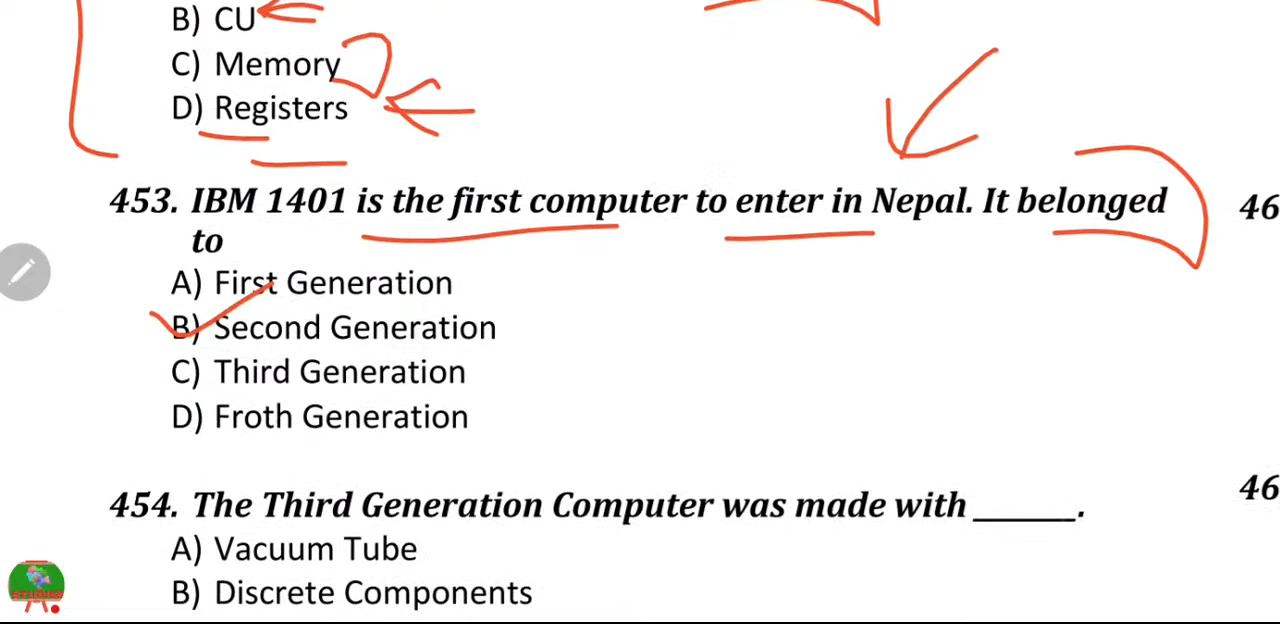 B) CU
C) Memory
D) Registers
453. IBM 1401 is the first computer to enter in Nepal. It belonged
to
A) First Generation
B) Second Generation
C) Third Generation
D) Froth Generation
454. The Third Generation Computer was made with ______.
A) Vacuum Tube
B) Discrete Components
46
46